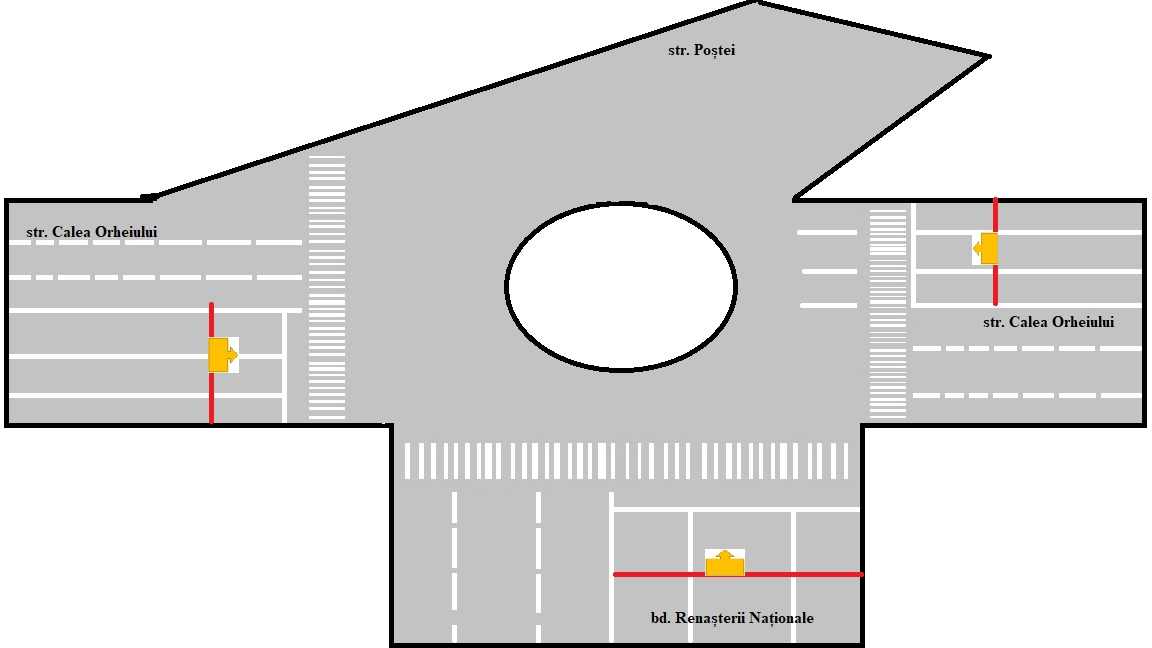 str. Poștei
str. Calea Orheiului
str. Calea Orheiului
bd. Renașterii Naționale